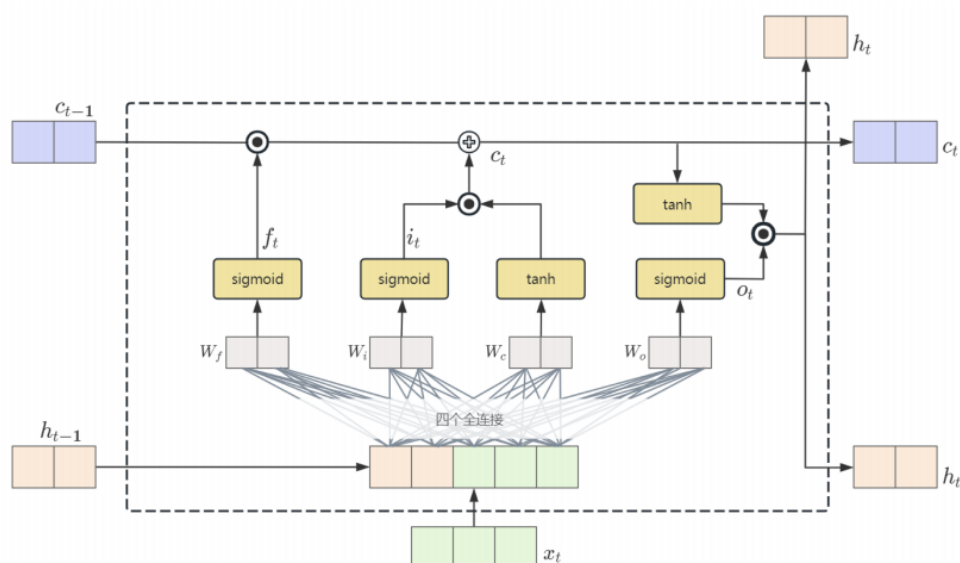 h_t
c_{t-1}
c_t
c_t
tanh
f_t
i_t
sigmoid
sigmoid
tanh
sigmoid
o_t
W_f
W_i
W_c
W_o
四个全连接
h_{t-1}
h_t
x_t